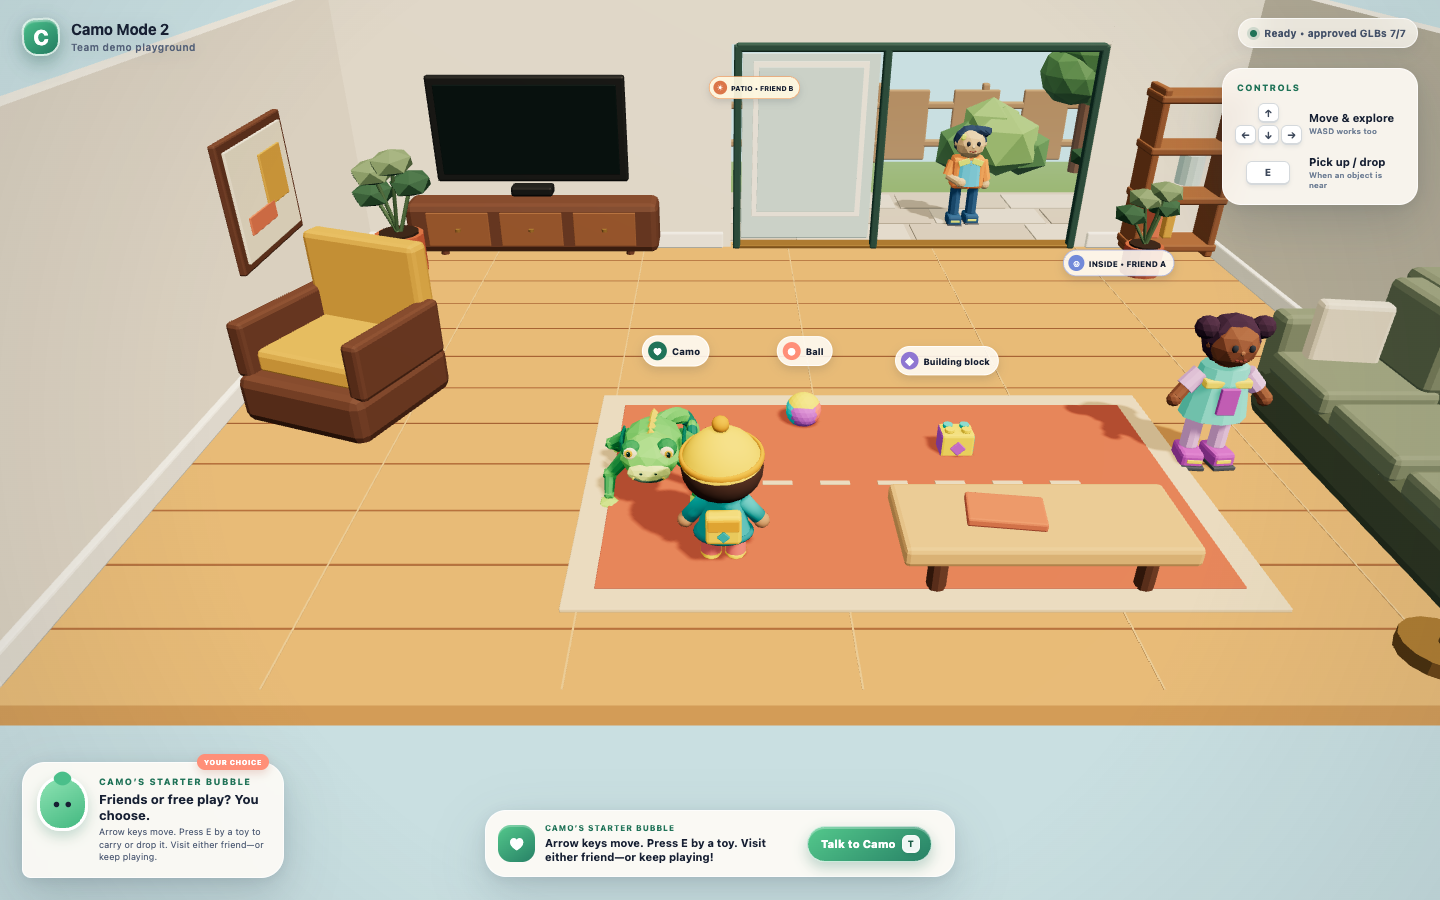 C
Camo Mode 2
Team demo playground
Ready • approved GLBs 7/7
CONTROLS
↑
← ↓ →
Move & explore
WASD works too
E
Pick up / drop
When an object is
near
PATIO • FRIEND B
INSIDE • FRIEND A
Camo
Ball
Building block
YOUR CHOICE
CAMO'S STARTER BUBBLE
Friends or free play? You
choose.
Arrow keys move. Press E by a toy to
carry or drop it. Visit either friend—or
keep playing.
CAMO'S STARTER BUBBLE
Arrow keys move. Press E by a toy. Visit
either friend—or keep playing!
Talk to Camo T